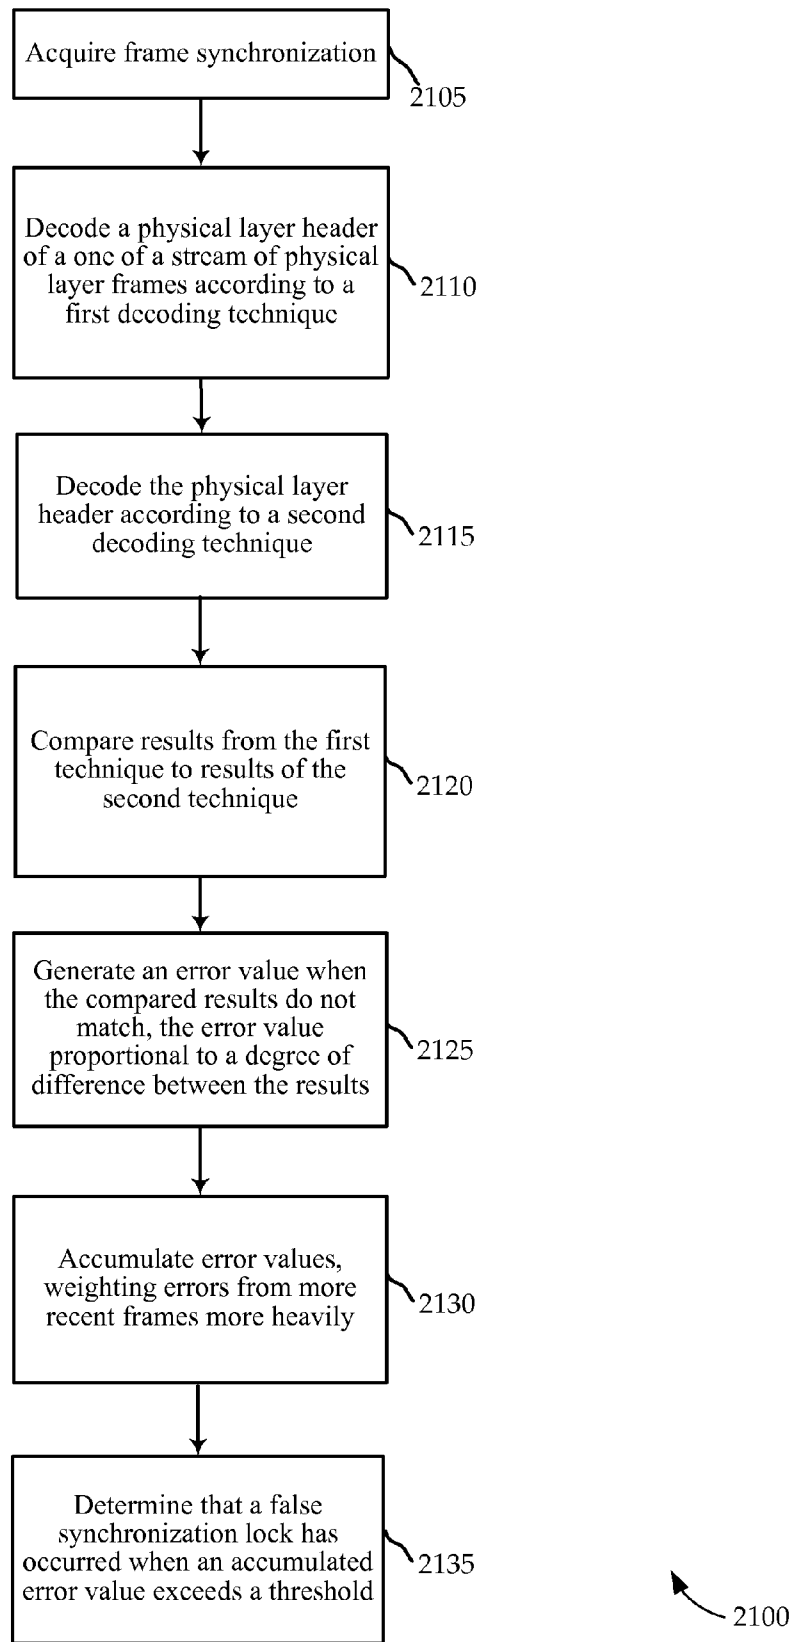 Acquire frame synchronization
2105
Decode a physical layer header
of a one of a stream of physical
layer frames according to a
first decoding technique
2110
Decode the physical layer
header according to a second
decoding technique
2115
Compare results from the first
technique to results of the
second technique
2120
Generate an error value when
the compared results do not
match, the error value
proportional to a degree of
difference between the results
2125
Accumulate error values,
weighting errors from more
recent frames more heavily
2130
Determine that a false
synchronization lock has
occurred when an accumulated
error value exceeds a threshold
2135
2100